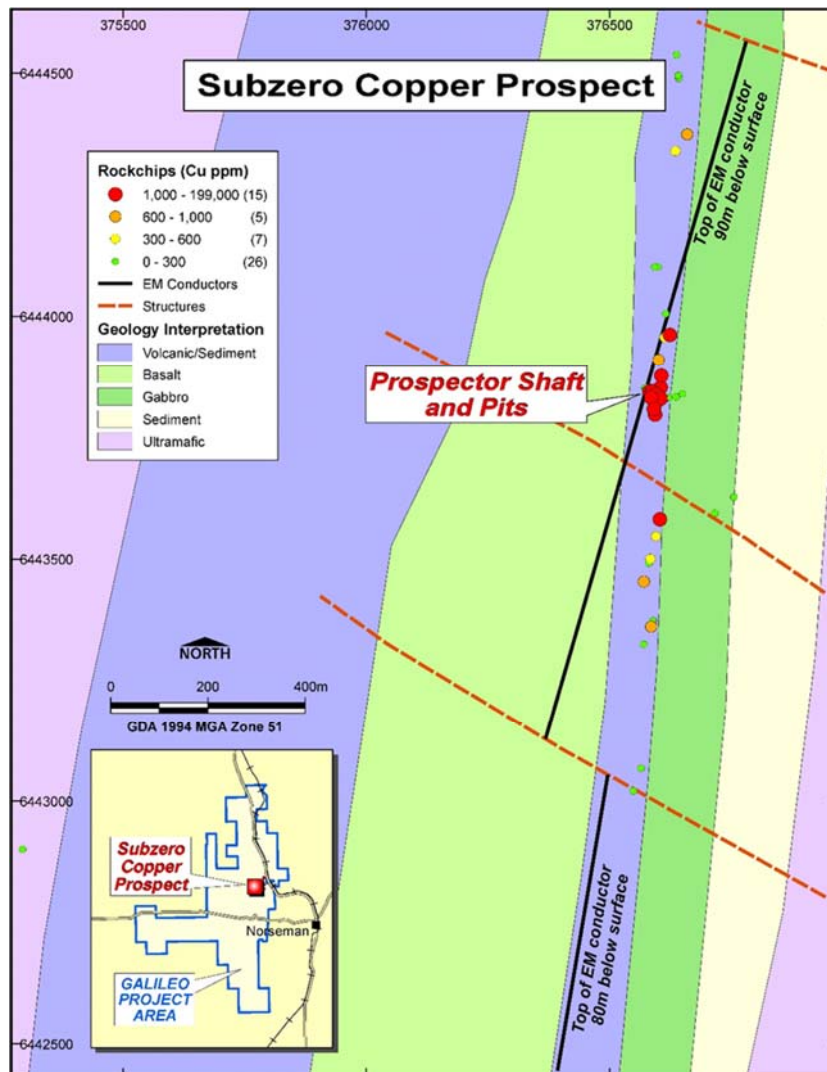 375500
376000
376500
6444500
Subzero Copper Prospect
Top of EM conductor
90m below surface
Rockchips (Cu ppm)
1,000 - 199,000 (15)
600 - 1,000 (5)
300 - 600 (7)
0 - 300 (26)
EM Conductors
Structures
Geology Interpretation
Volcanic/Sediment
Basalt
Gabbro
Sediment
Ultramafic
6444000
Prospector Shaft
and Pits
6443500
NORTH
0 200 400m
GDA 1994 MGA Zone 51
6443000
Subzero
Copper
Prospect
Norseman
GALILEO
PROJECT
AREA
Top of EM conductor
80m below surface
6442500